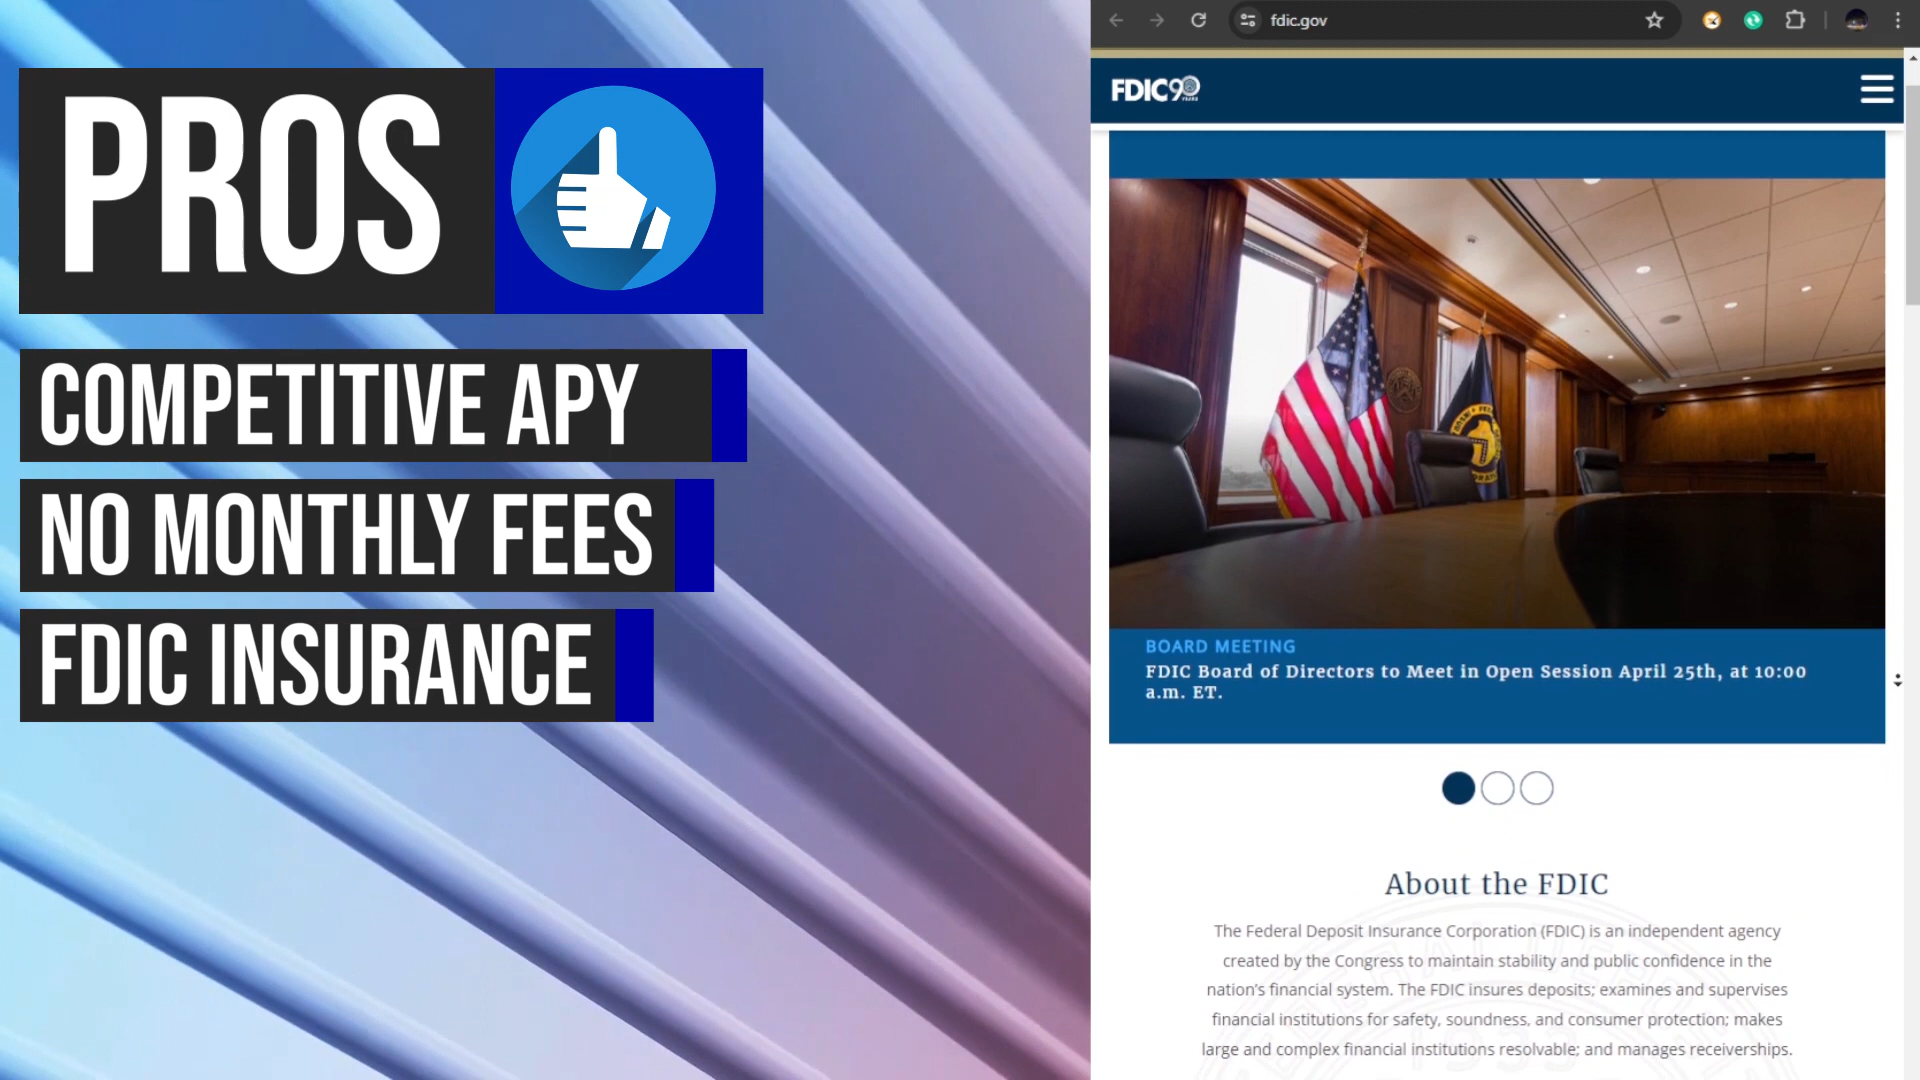 PROS
COMPETITIVE APY
NO MONTHLY FEES
FDIC INSURANCE
fdic.gov
FDIC90
YEARS
BOARD MEETING
FDIC Board of Directors to Meet in Open Session April 25th, at 10:00
a.m. ET.
About the FDIC
The Federal Deposit Insurance Corporation (FDIC) is an independent agency
created by the Congress to maintain stability and public confidence in the
nation's financial system. The FDIC insures deposits; examines and supervises
financial institutions for safety, soundness, and consumer protection; makes
large and complex financial institutions resolvable; and manages receiverships.